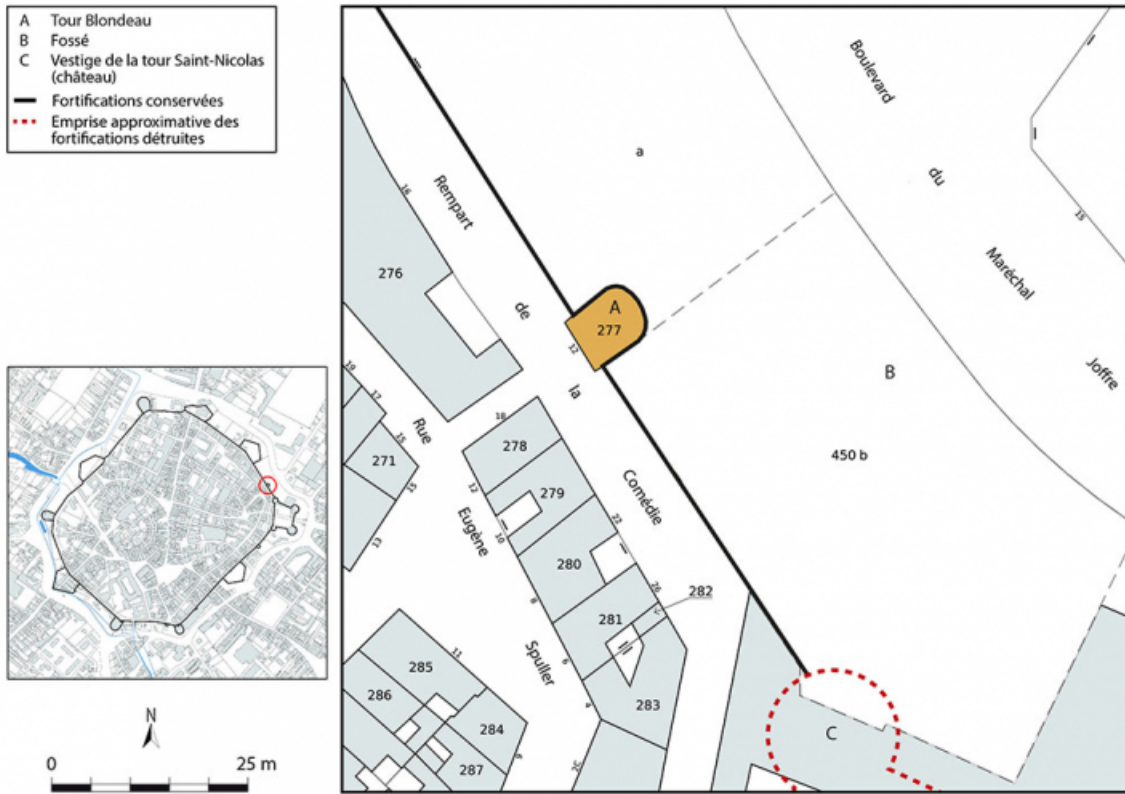 A Tour Blondeau
B Fossé
C Vestige de la tour Saint-Nicolas
(château)
Fortifications conservées
Emprise approximative des
fortifications détruites
N
0 25 m
Boulevard
du
Maréchal
Joffre
15
a
16
Rempart
de
la
Comédie
276
A
277
12
B
450 b
19
17
15
271
15
13
Rue
Eugène
Spuller
18
278
12
279
10
22
280
8
26
282
281
6
283
4
11
285
286
284
9
287
C